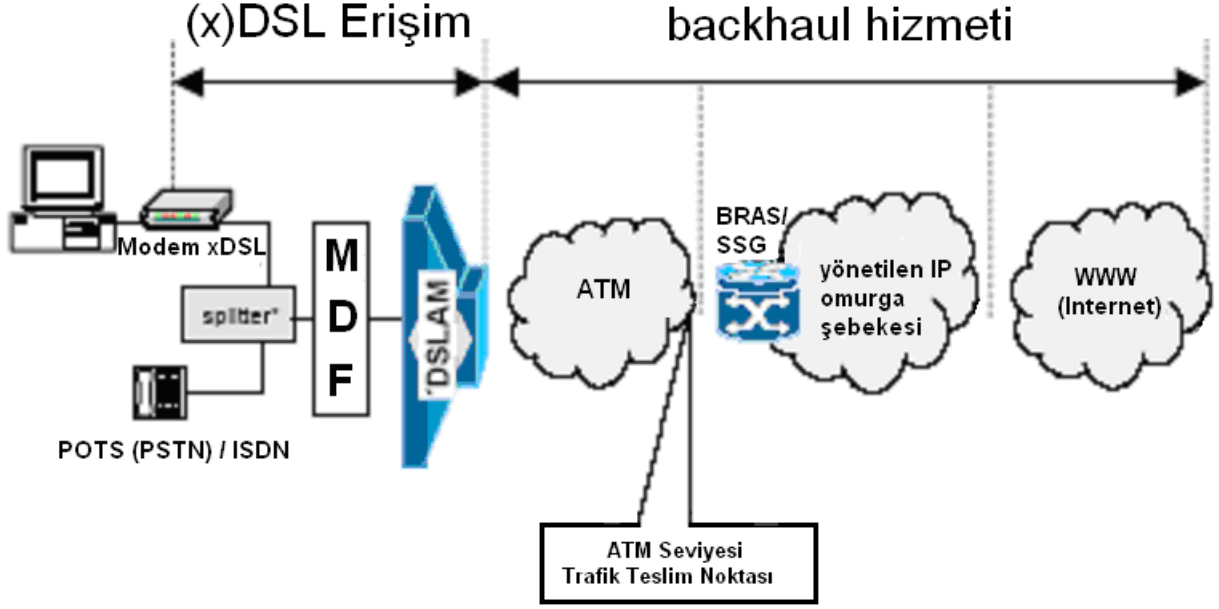 (x)DSL Erişim
backhaul hizmeti
Modem xDSL
splitter*
POTS (PSTN) / ISDN
M
D
F
DSLAM
ATM
BRAS/
SSG
yönetilen IP
omurga
şebekesi
WWW
(Internet)
ATM Seviyesi
Trafik Teslim Noktası